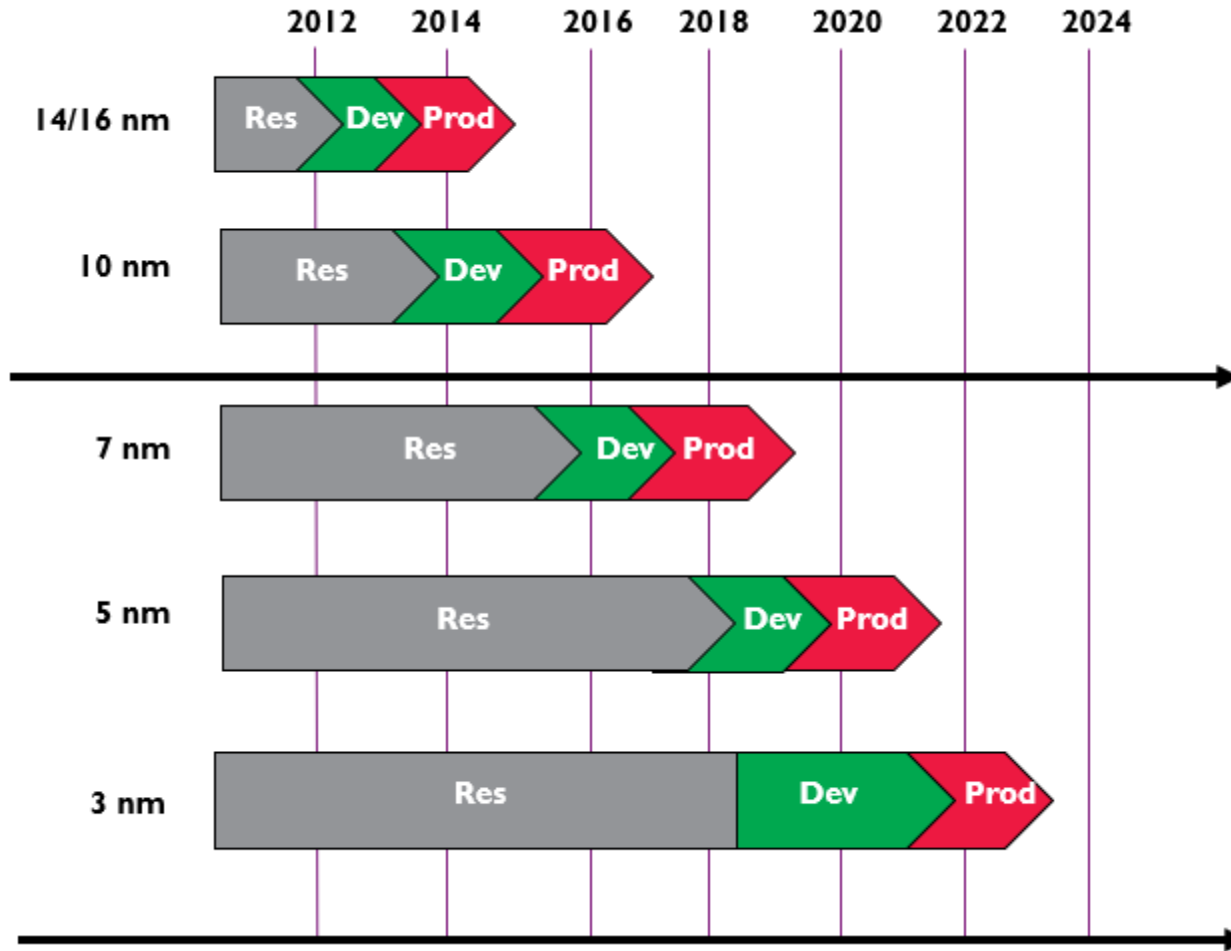 2012 2014 2016 2018 2020 2022 2024
14/16 nm Res Dev Prod
10 nm Res Dev Prod
7 nm Res Dev Prod
5 nm Res Dev Prod
3 nm Res Dev Prod